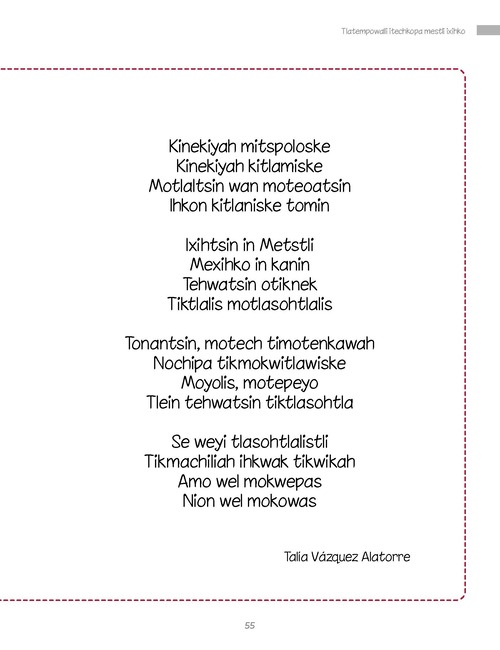 Tlatempowalli itechkopa mestli ixihko
Kinekiyah mitspoloske
Kinekiyah kitlamiske
Motlaltsin wan moteoatsin
Ihkon kitlaniske tomin
Ixihtsin in Metstli
Mexihko in kanin
Tehwatsin otiknek
Tiktlalis motlasohtlalis
Tonantsin, motech timotenkawah
Nochipa tikmokwitlawiske
Moyolis, motepeyo
Tlein tehwatsin tiktlasohtla
Se weyi tlasohtlalistli
Tikmachiliah ihkwak tikwikah
Amo wel mokwepas
Nion wel mokowas
Talía Vázquez Alatorre
55